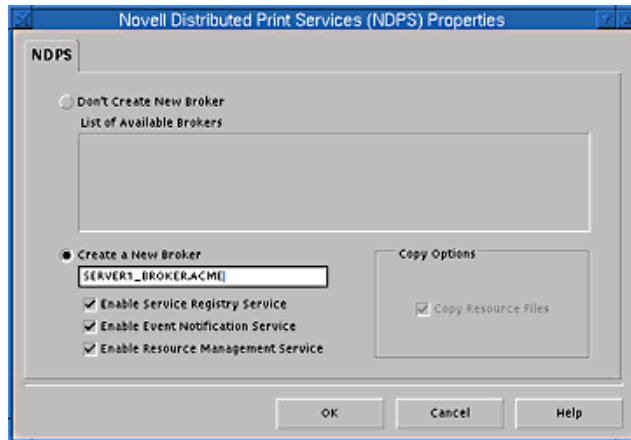 Novell Distributed Print Services (NDPS) Properties
NDPS
Don't Create New Broker
List of Available Brokers
Create a New Broker
SERVER1_BROKER.ACME
Enable Service Registry Service
Enable Event Notification Service
Enable Resource Management Service
Copy Options
Copy Resource Files
OK
Cancel
Help